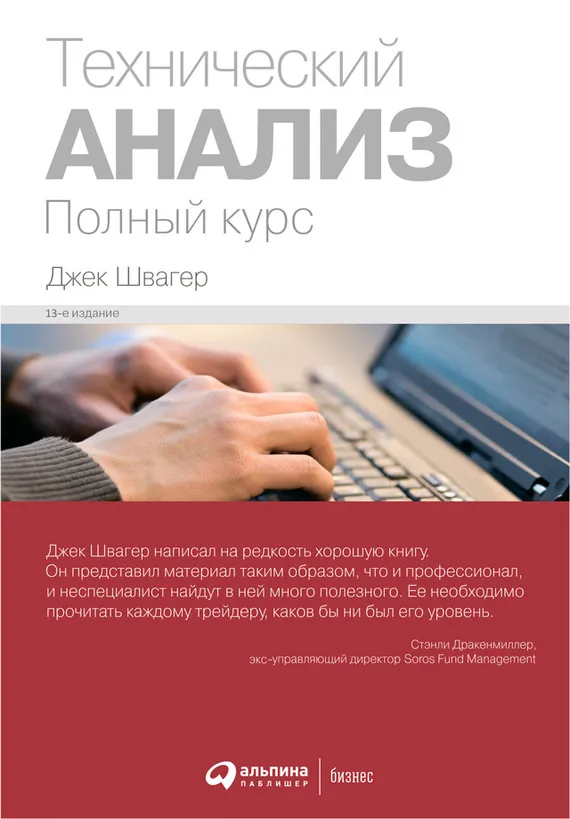 Технический
АНАЛИЗ
Полный курс
Джек Швагер
13-е издание
Джек Швагер написал на редкость хорошую книгу.
Он представил материал таким образом, что и профессионал,
и неспециалист найдут в ней много полезного. Ее необходимо
прочитать каждому трейдеру, каков бы ни был его уровень.
Стэнли Дракенмиллер,
экс-управляющий директор Soros Fund Management
альпина
ПАБЛИШЕР
бизнес